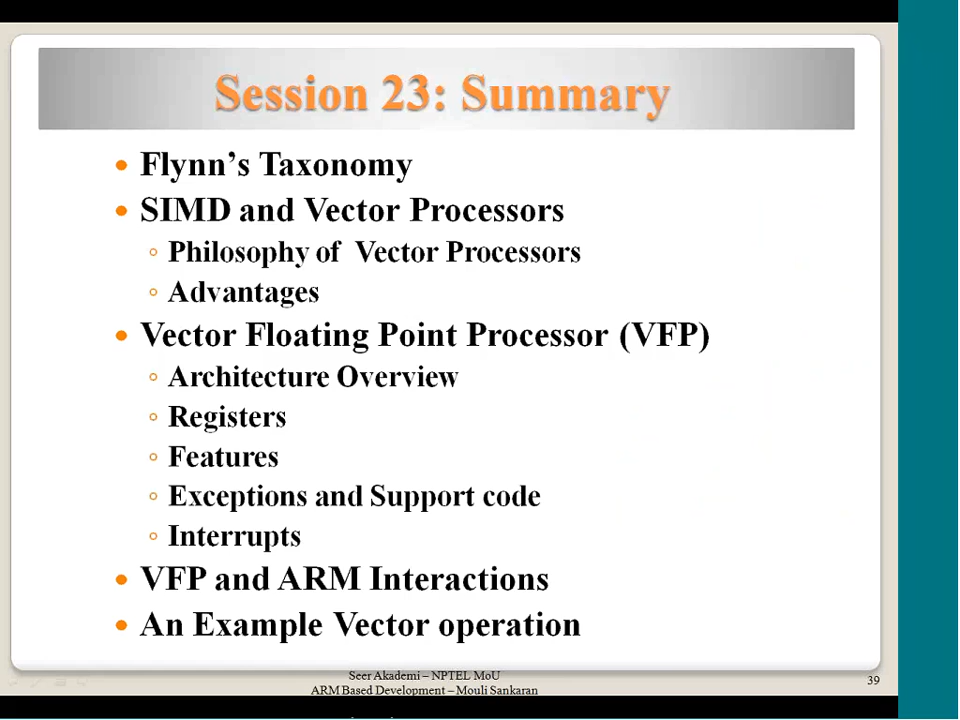 Session 23: Summary
• Flynn's Taxonomy
• SIMD and Vector Processors
◦ Philosophy of Vector Processors
◦ Advantages
• Vector Floating Point Processor (VFP)
◦ Architecture Overview
◦ Registers
◦ Features
◦ Exceptions and Support code
◦ Interrupts
• VFP and ARM Interactions
• An Example Vector operation
Seer Akademi – NPTEL MoU
ARM Based Development – Mouli Sankaran
39